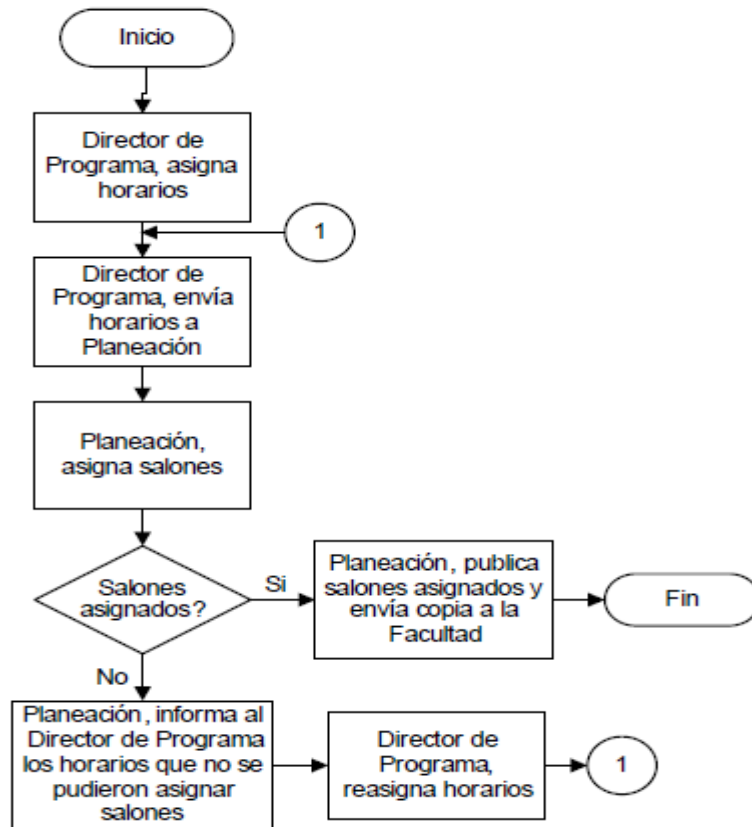 Inicio
Director de
Programa, asigna
horarios
1
Director de
Programa, envía
horarios a
Planeación
Planeación,
asigna salones
Salones
asignados?
Si
Planeación, publica
salones asignados y
envía copia a la
Facultad
Fin
No
Planeación, informa al
Director de Programa
los horarios que no se
pudieron asignar
salones
Director de
Programa,
reasigna horarios
1